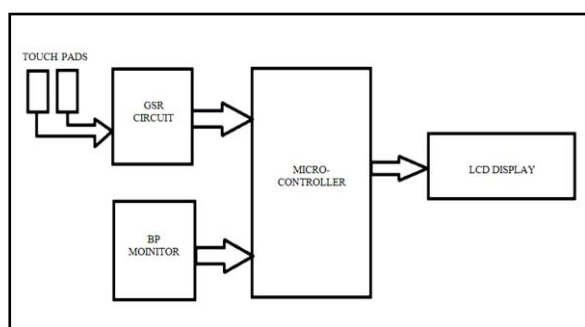 TOUCH PADS
GSR
CIRCUIT
MICRO-
CONTROLLER
LCD DISPLAY
BP
MOINITOR